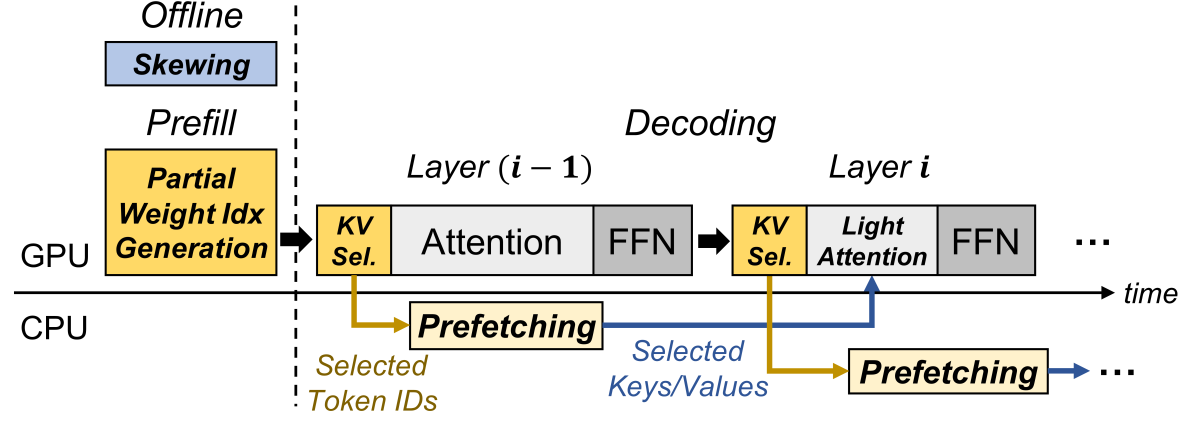 Offline
Skewing
Prefill
Partial
Weight Idx
Generation
Decoding
Layer (i − 1)
KV
Sel.
Attention
FFN
Layer i
KV
Sel.
Light
Attention
FFN
...
GPU
time
CPU
Prefetching
Selected
Token IDs
Selected
Keys/Values
Prefetching
...